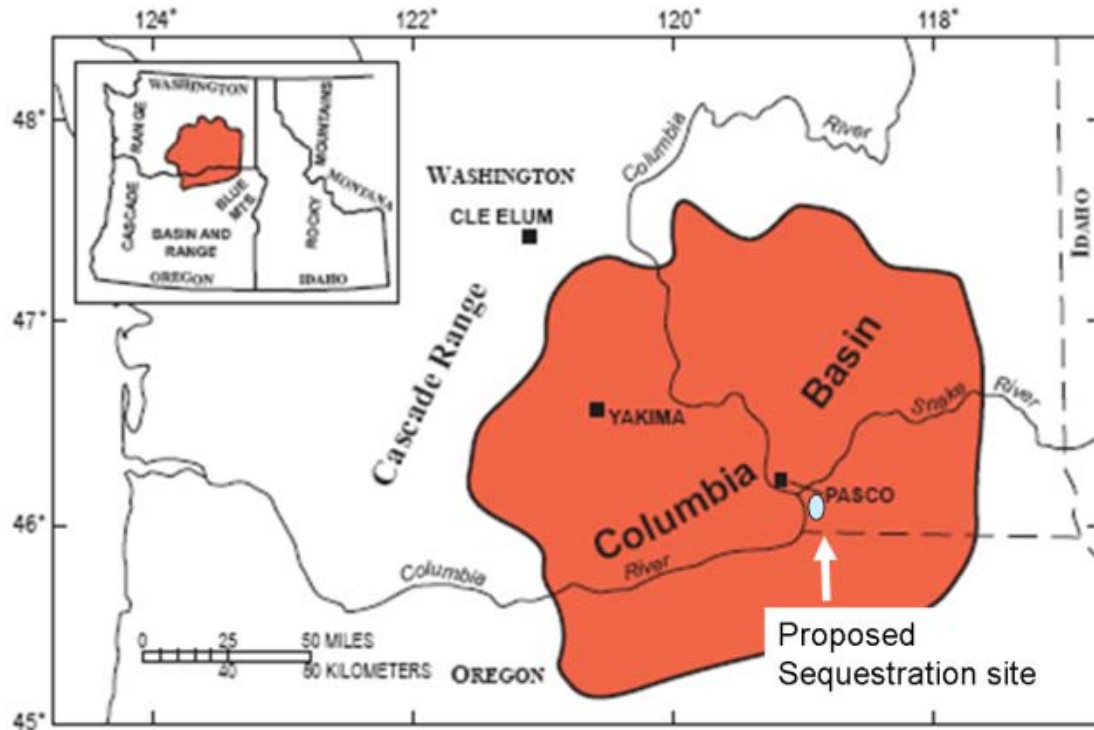 124°
122°
120°
118°
48°
47°
46°
45°
WASHINGTON
RANGE
CASCADE
MOUNTAINS
ROCKY
MONTANA
BLUE
MTS
BASIN AND
RANGE
OREGON
IDAHO
Columbia
River
WASHINGTON
CLE ELUM
IDAHO
Cascade Range
Basin
Snake
River
YAKIMA
Columbia
PASCO
Columbia
River
0 25 50 MILES
40 80 KILOMETERS
OREGON
Proposed
Sequestration site